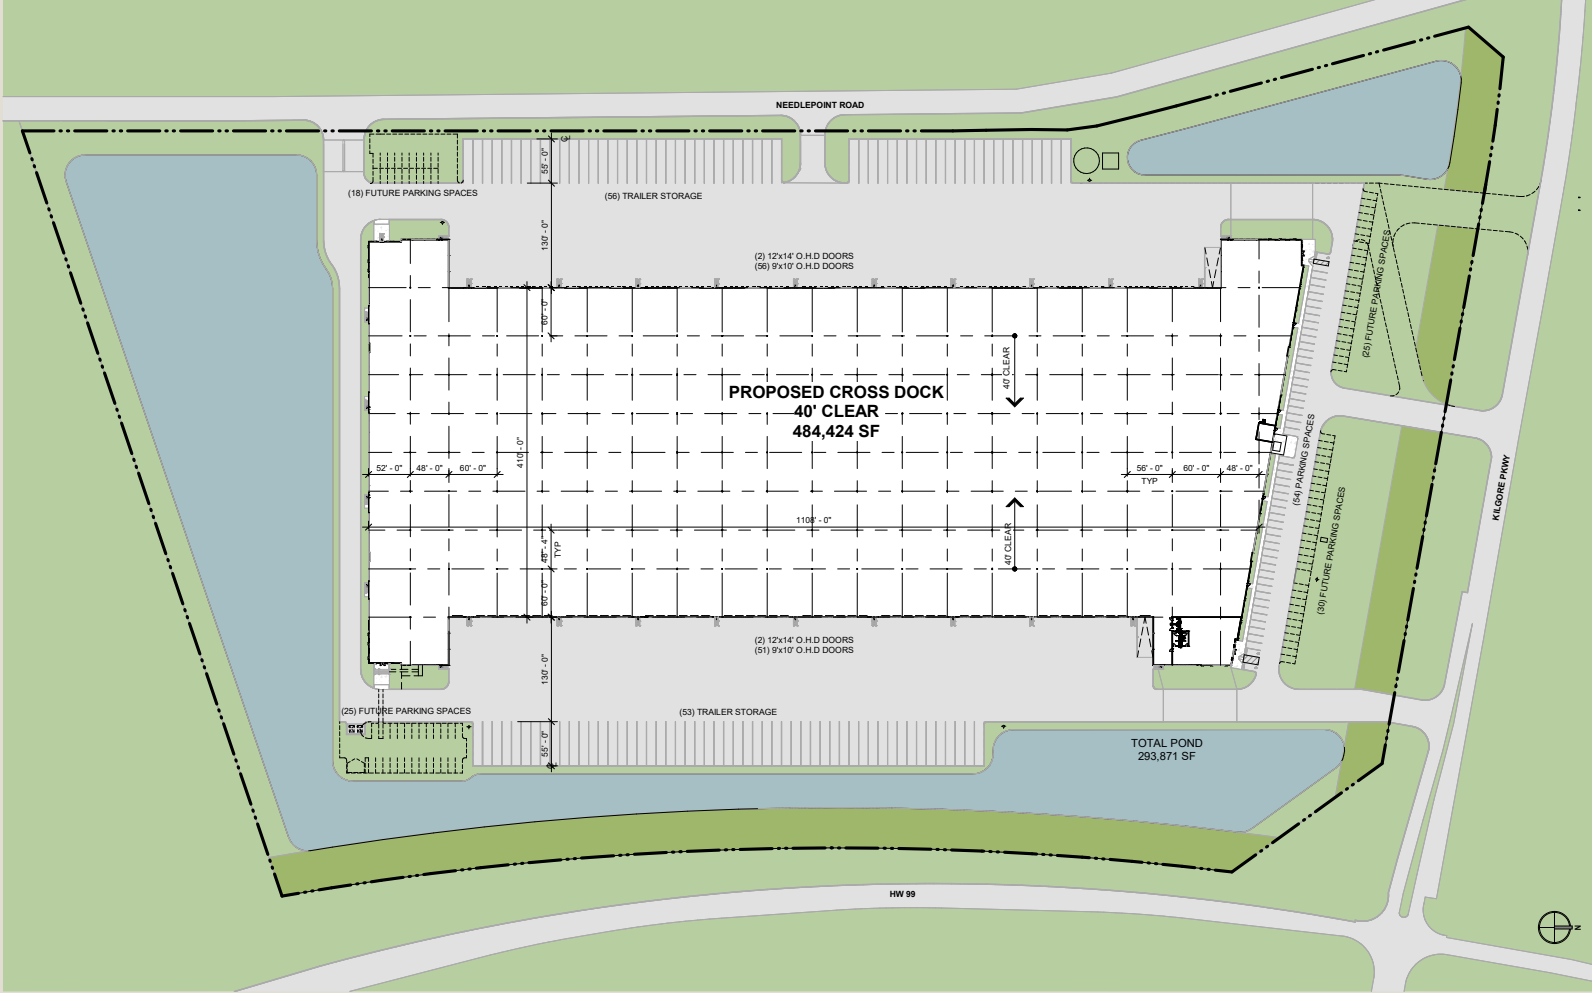 NEEDLEPOINT ROAD
55' - 0"
(18) FUTURE PARKING SPACES
(56) TRAILER STORAGE
130' - 0"
(2) 12'x14' O.H.D DOORS
(56) 9'x10' O.H.D DOORS
(25) FUTURE PARKING SPACES
60' - 0"
40' CLEAR
PROPOSED CROSS DOCK
40' CLEAR
484,424 SF
410' - 0"
52' - 0"
48' - 0"
60' - 0"
56' - 0"
60' - 0"
48' - 0"
TYP
(54) PARKING SPACES
KILGORE PKWY
1108' - 0"
48' - 4"
TYP
40' CLEAR
(30) FUTURE PARKING SPACES
60' - 0"
(2) 12'x14' O.H.D DOORS
(51) 9'x10' O.H.D DOORS
130' - 0"
(25) FUTURE PARKING SPACES
(53) TRAILER STORAGE
55' - 0"
TOTAL POND
293,871 SF
HW 99
N